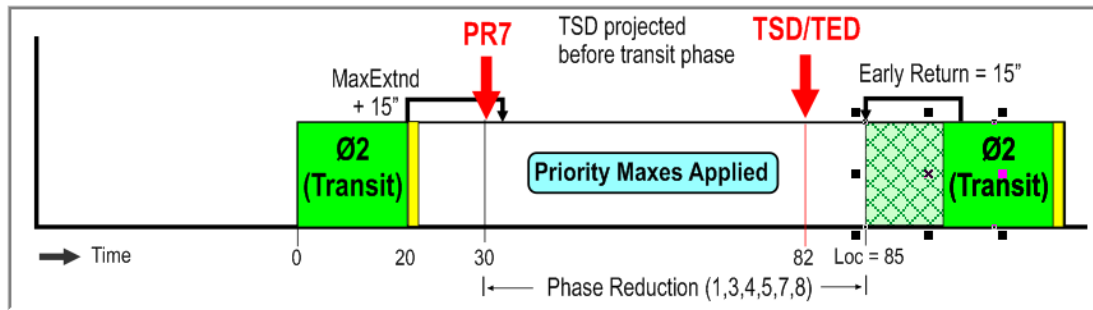 PR7
TSD projected
before transit phase
TSD/TED
MaxExtnd
+ 15”
Early Return = 15”
Ø2
(Transit)
Priority Maxes Applied
Ø2
(Transit)
Time
0
20
30
82
Loc = 85
Phase Reduction (1,3,4,5,7,8)